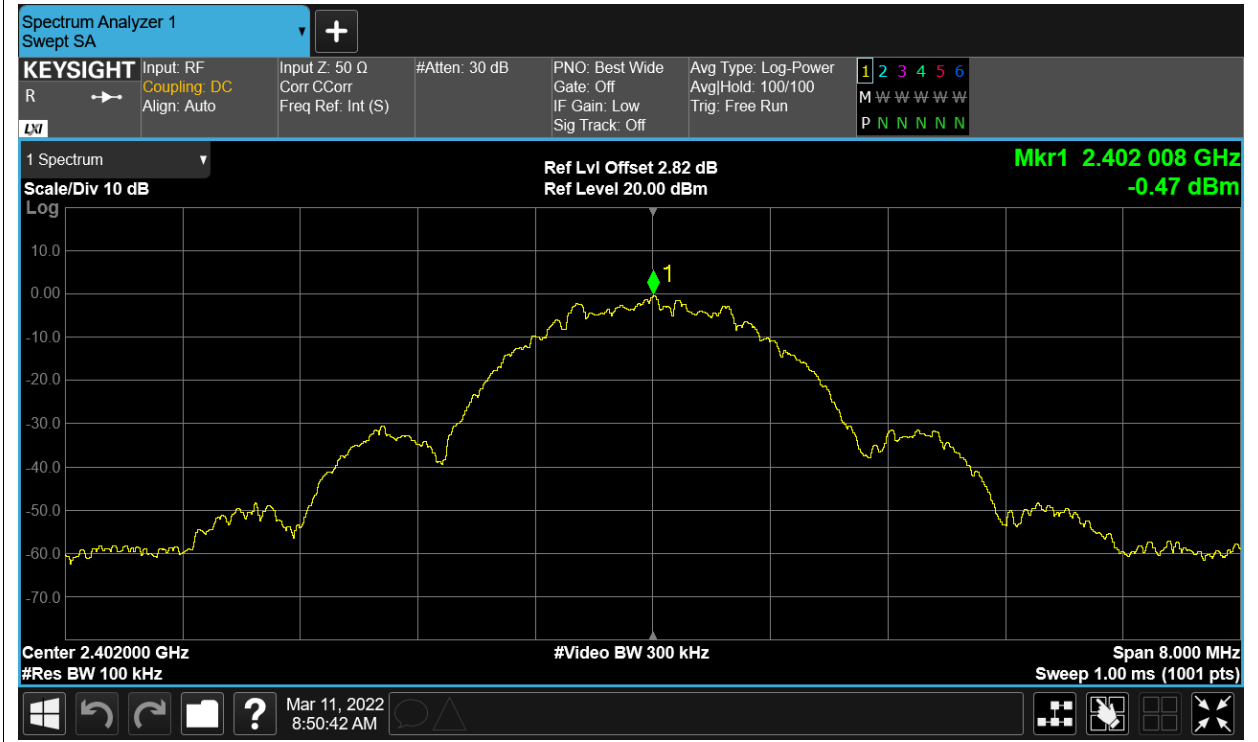 Spectrum Analyzer 1
Swept SA
KEYSIGHT
R
LXI
Input: RF
Coupling: DC
Align: Auto
Input Z: 50 Ω
Corr CCorr
Freq Ref: Int (S)
#Atten: 30 dB
PNO: Best Wide
Gate: Off
IF Gain: Low
Sig Track: Off
Avg Type: Log-Power
Avg|Hold: 100/100
Trig: Free Run
1 2 3 4 5 6
M W W W W W W
P N N N N N N
1 Spectrum
Scale/Div 10 dB
Log
Ref Lvl Offset 2.82 dB
Ref Level 20.00 dBm
Mkr1 2.402 008 GHz
-0.47 dBm
1
10.0
0.00
-10.0
-20.0
-30.0
-40.0
-50.0
-60.0
-70.0
Center 2.402000 GHz
#Res BW 100 kHz
#Video BW 300 kHz
Span 8.000 MHz
Sweep 1.00 ms (1001 pts)
?
Mar 11, 2022
8:50:42 AM